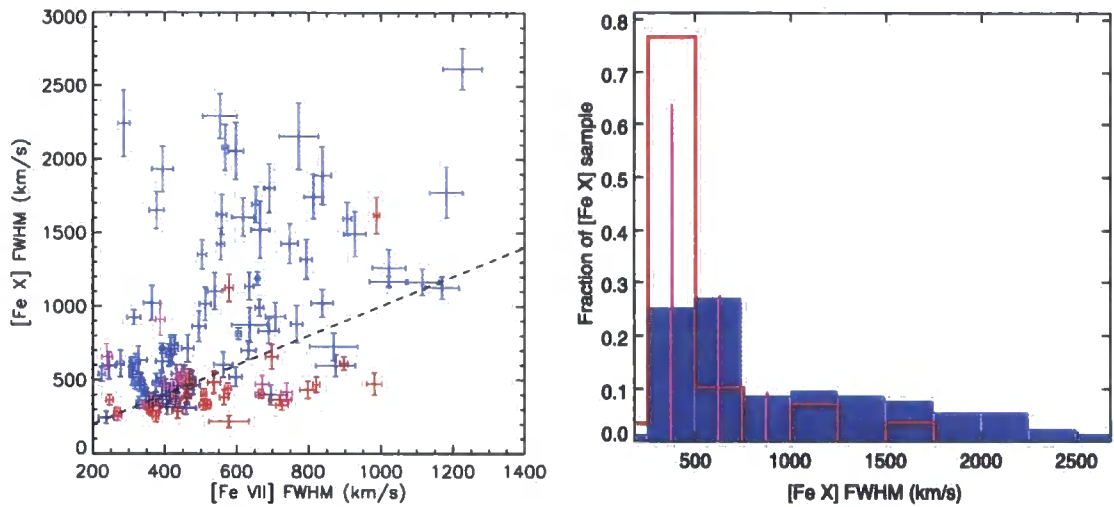 3000
2500
2000
1500
1000
500
0
[Fe X] FWHM (km/s)
200 400 600 800 1000 1200 1400
[Fe VII] FWHM (km/s)
0.8
0.7
0.6
0.5
0.4
0.3
0.2
0.1
0.0
Fraction of [Fe X] sample
500 1000 1500 2000 2500
[Fe X] FWHM (km/s)